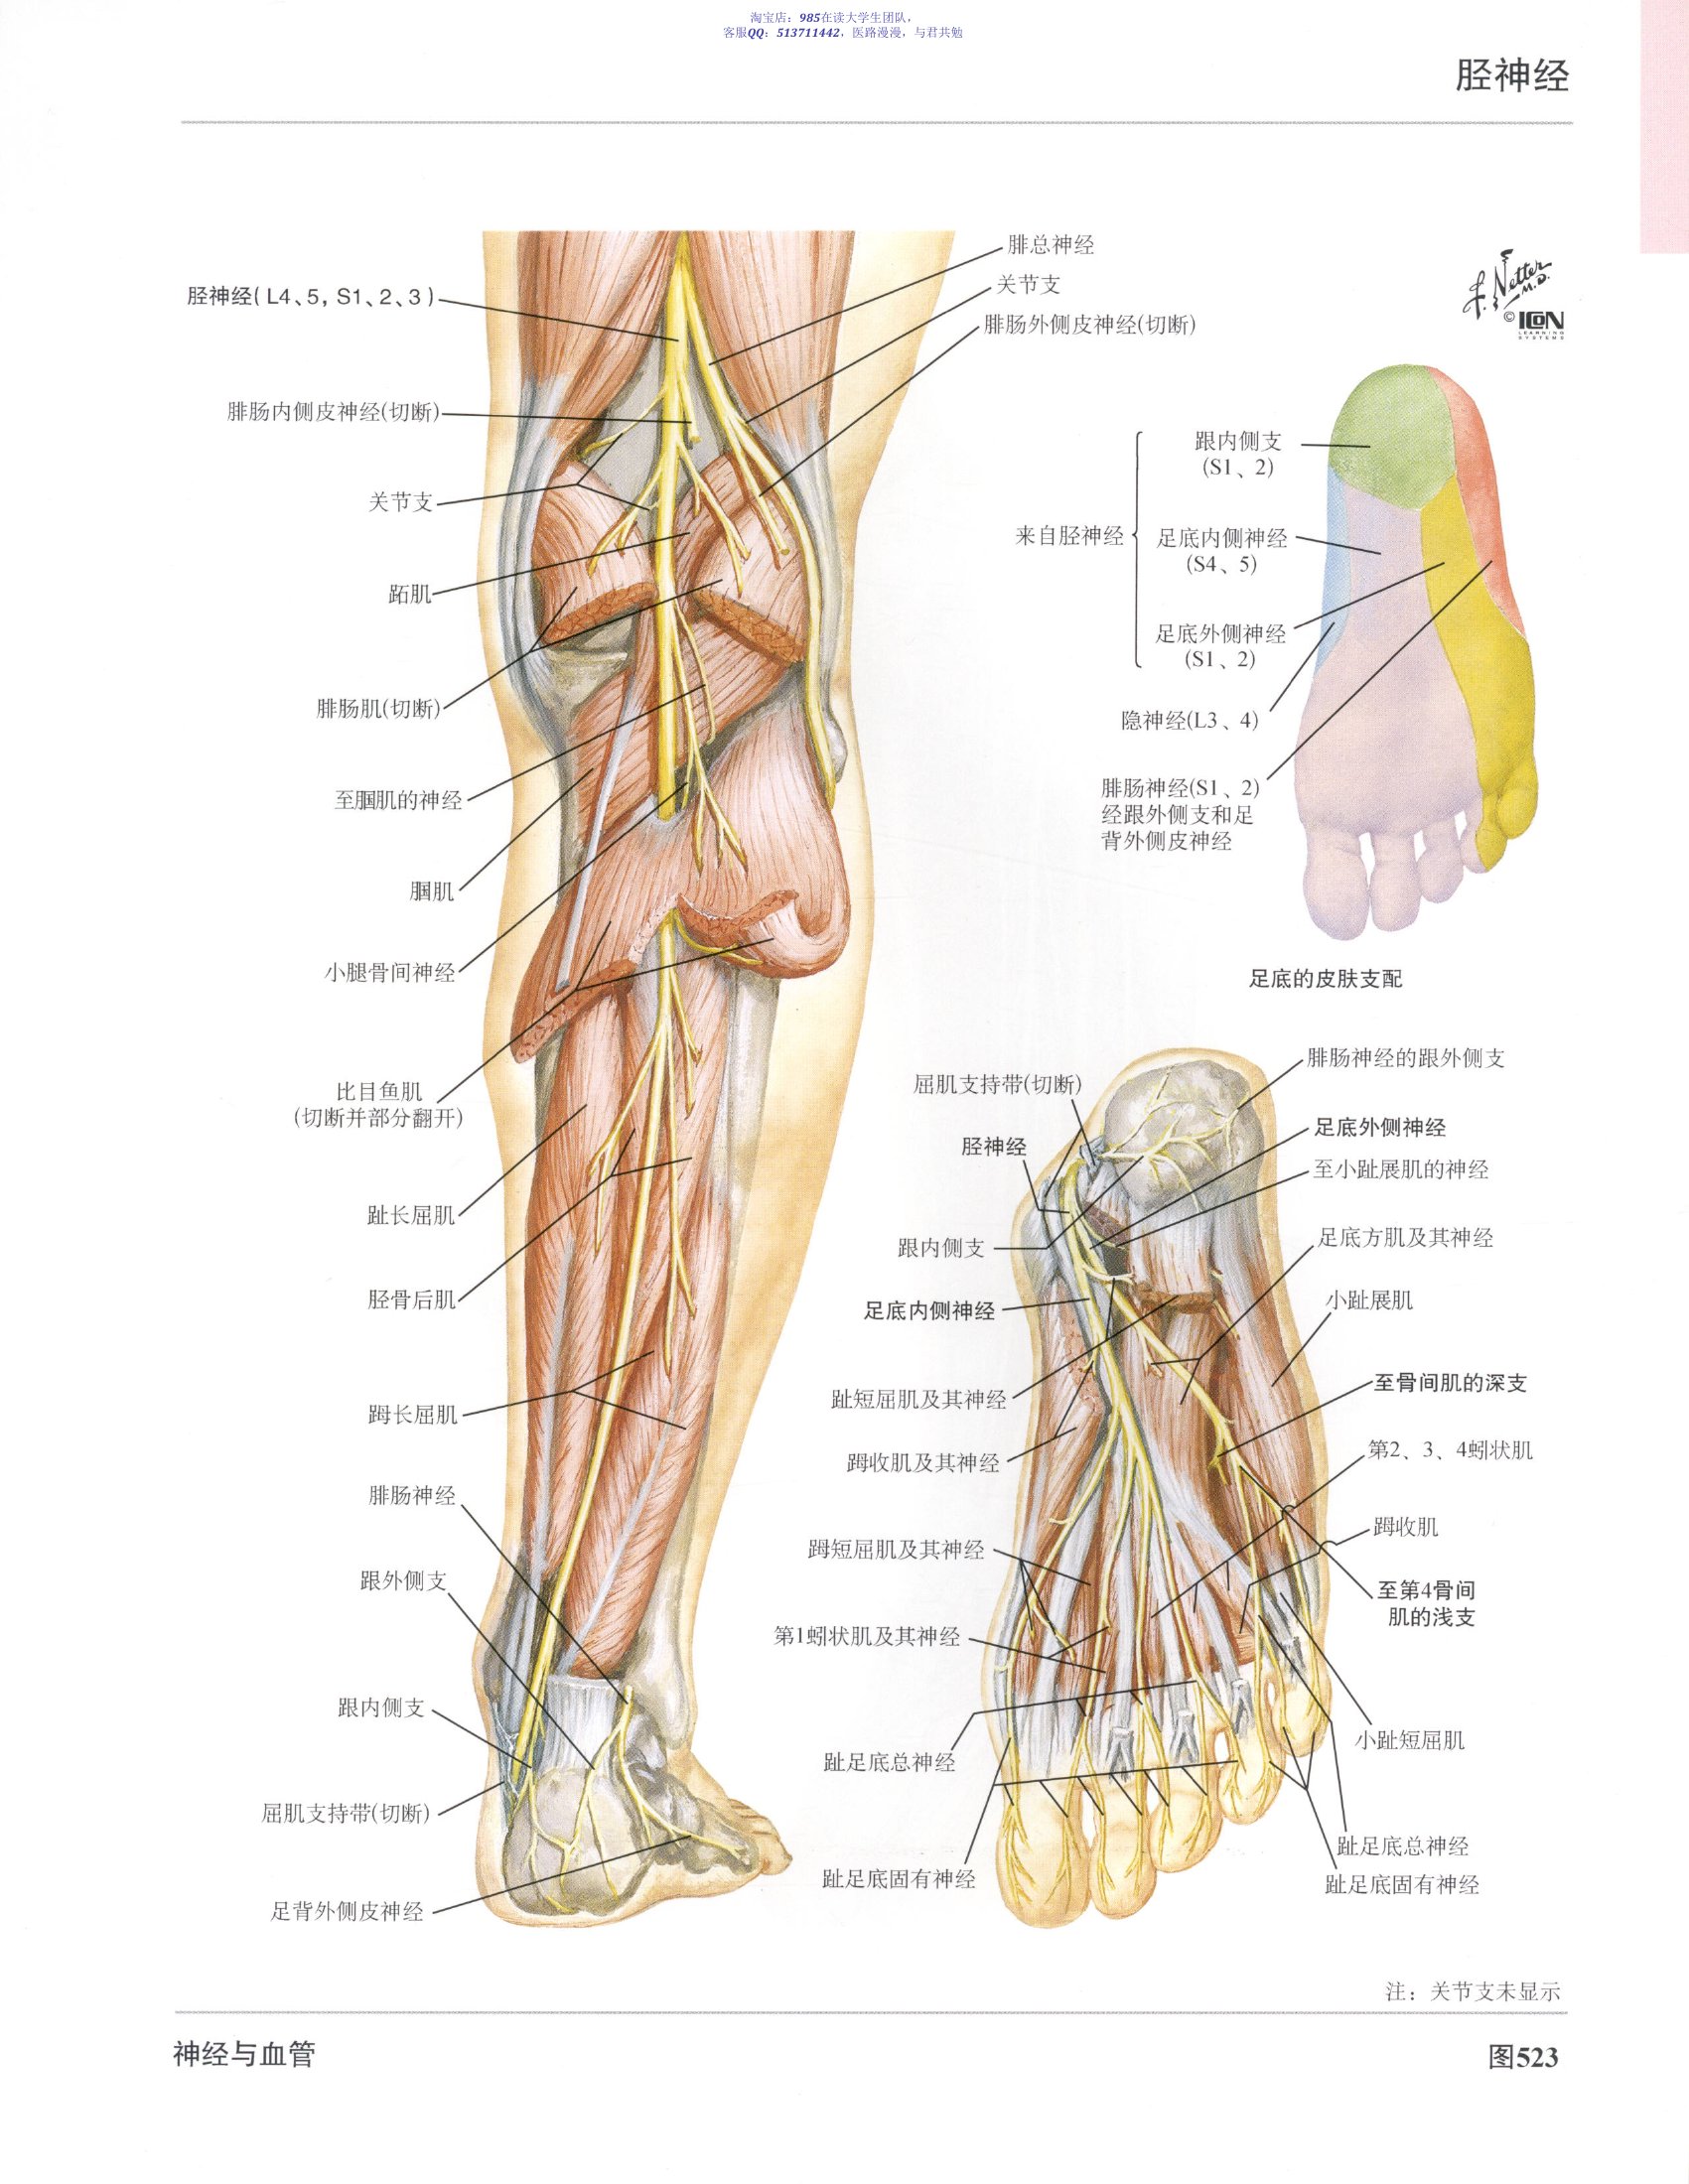 淘宝店：985在读大学生团队，
客服QQ：513711442，医路漫漫，与君共勉
胫神经
胫神经(L4、5，S1、2、3)
腓肠内侧皮神经(切断)
关节支
跖肌
腓肠肌(切断)
至腘肌的神经
腘肌
小腿骨间神经
比目鱼肌
(切断并部分翻开)
趾长屈肌
胫骨后肌
𧿹长屈肌
腓肠神经
跟外侧支
跟内侧支
屈肌支持带(切断)
足背外侧皮神经
腓总神经
关节支
腓肠外侧皮神经(切断)
F. Netter
M.D.
© ICON
LEARNING
SYSTEMS
来自胫神经
跟内侧支
(S1、2)
足底内侧神经
(S4、5)
足底外侧神经
(S1、2)
隐神经(L3、4)
腓肠神经(S1、2)
经跟外侧支和足
背外侧皮神经
足底的皮肤支配
屈肌支持带(切断)
胫神经
跟内侧支
足底内侧神经
趾短屈肌及其神经
𧿹收肌及其神经
𧿹短屈肌及其神经
第1蚓状肌及其神经
趾足底总神经
趾足底固有神经
腓肠神经的跟外侧支
足底外侧神经
至小趾展肌的神经
足底方肌及其神经
小趾展肌
至骨间肌的深支
第2、3、4蚓状肌
𧿹收肌
至第4骨间
肌的浅支
小趾短屈肌
趾足底总神经
趾足底固有神经
注：关节支未显示
神经与血管
图523